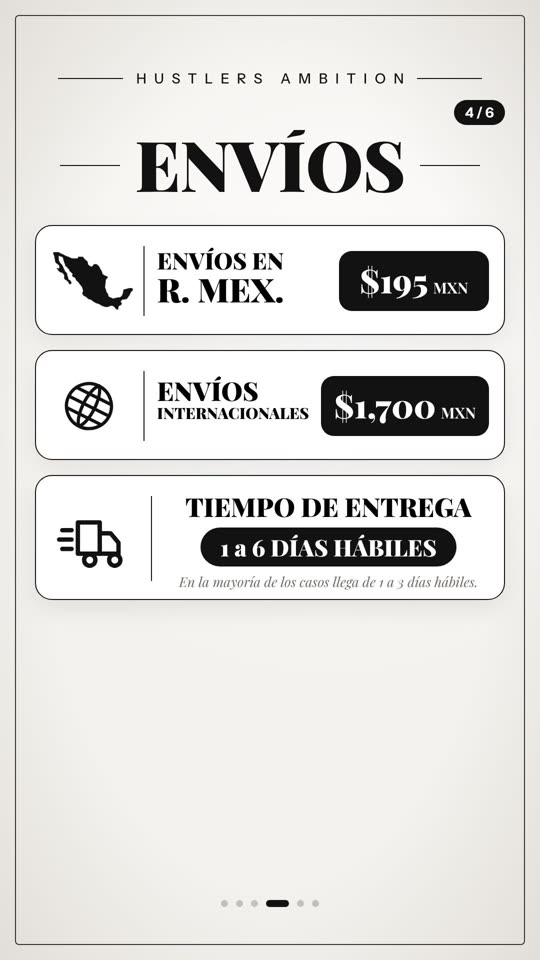 HUSTLERS AMBITION
4/6
ENVÍOS
ENVÍOS EN
R. MEX.
$195 MXN
ENVÍOS
INTERNACIONALES
$1,700 MXN
TIEMPO DE ENTREGA
1 a 6 DÍAS HÁBILES
En la mayoría de los casos llega de 1 a 3 días hábiles.